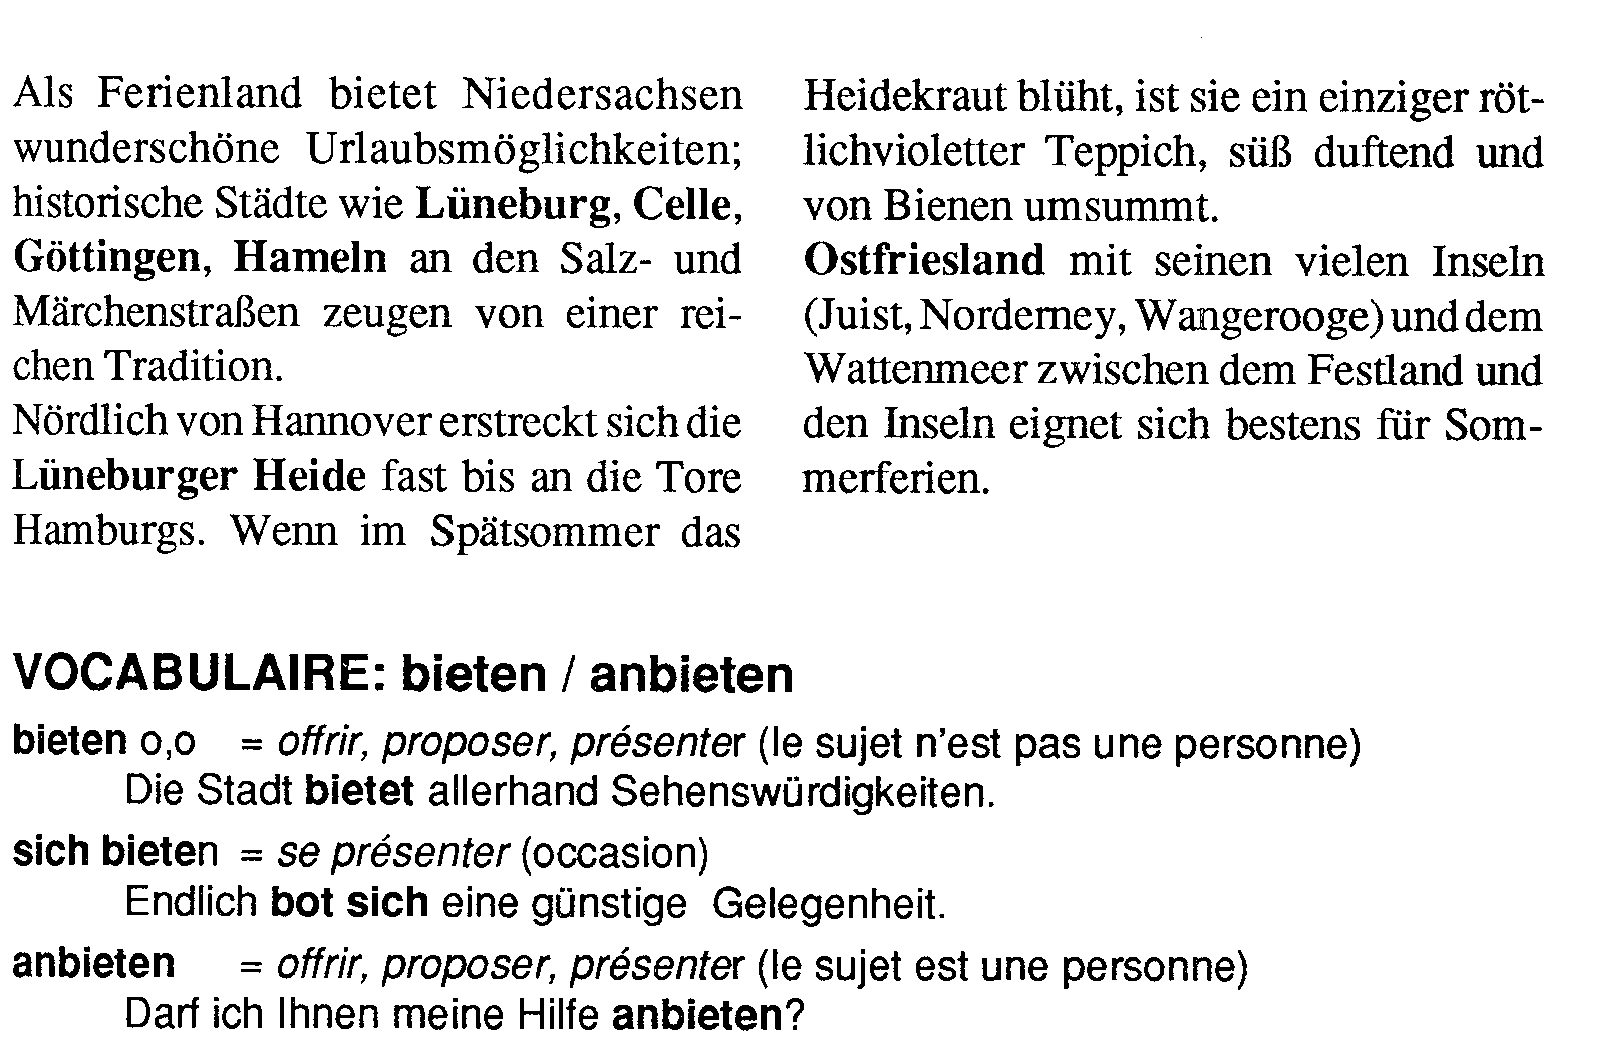 Als Ferienland bietet Niedersachsen
wunderschöne Urlaubsmöglichkeiten;
historische Städte wie Lüneburg, Celle,
Göttingen, Hameln an den Salz- und
Märchenstraßen zeugen von einer rei-
chen Tradition.
Nördlich von Hannover erstreckt sich die
Lüneburger Heide fast bis an die Tore
Hamburgs. Wenn im Spätsommer das
Heidekraut blüht, ist sie ein einziger röt-
lichvioletter Teppich, süß duftend und
von Bienen umsummt.
Ostfriesland mit seinen vielen Inseln
(Juist, Norderney, Wangerooge) und dem
Wattenmeer zwischen dem Festland und
den Inseln eignet sich bestens für Som-
merferien.
VOCABULAIRE: bieten / anbieten
bieten o,o = offrir, proposer, présenter (le sujet n'est pas une personne)
Die Stadt bietet allerhand Sehenswürdigkeiten.
sich bieten = se présenter (occasion)
Endlich bot sich eine günstige Gelegenheit.
anbieten = offrir, proposer, présenter (le sujet est une personne)
Darf ich Ihnen meine Hilfe anbieten?